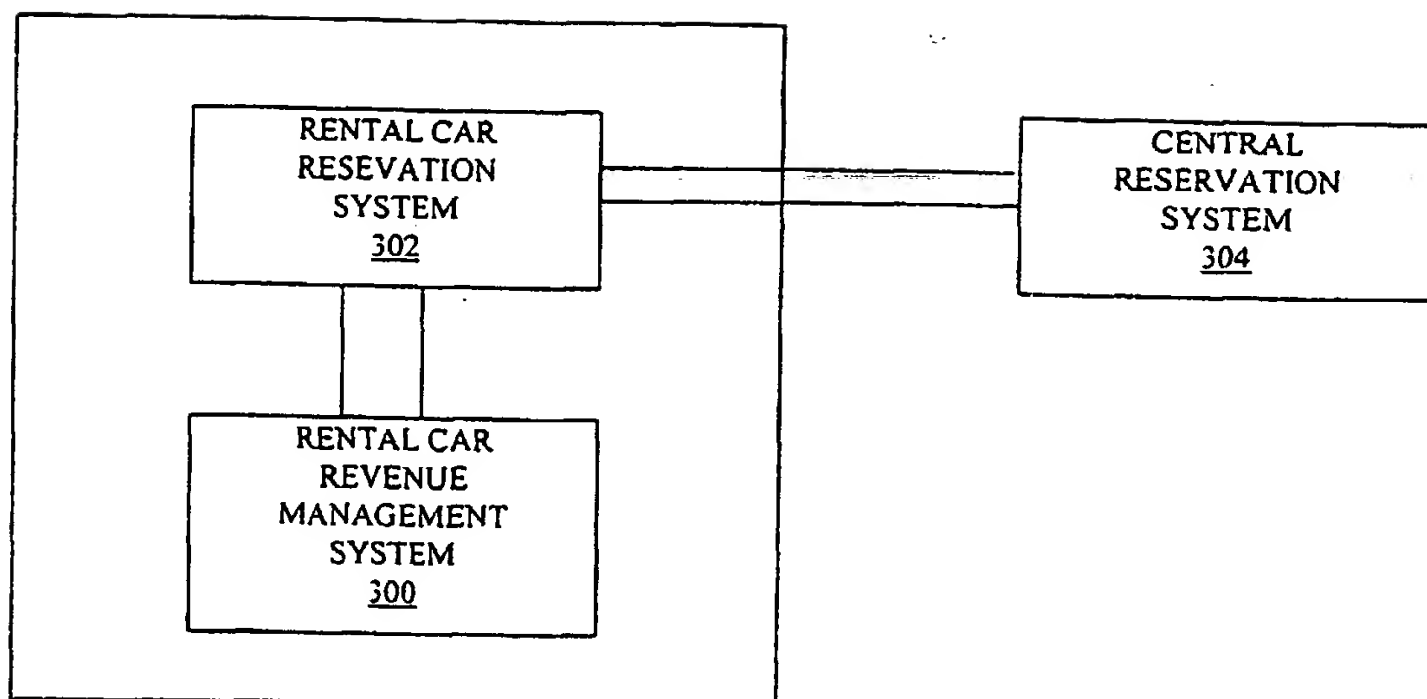 RENTAL CAR
RESEVATION
SYSTEM
302
CENTRAL
RESERVATION
SYSTEM
304
RENTAL CAR
REVENUE
MANAGEMENT
SYSTEM
300